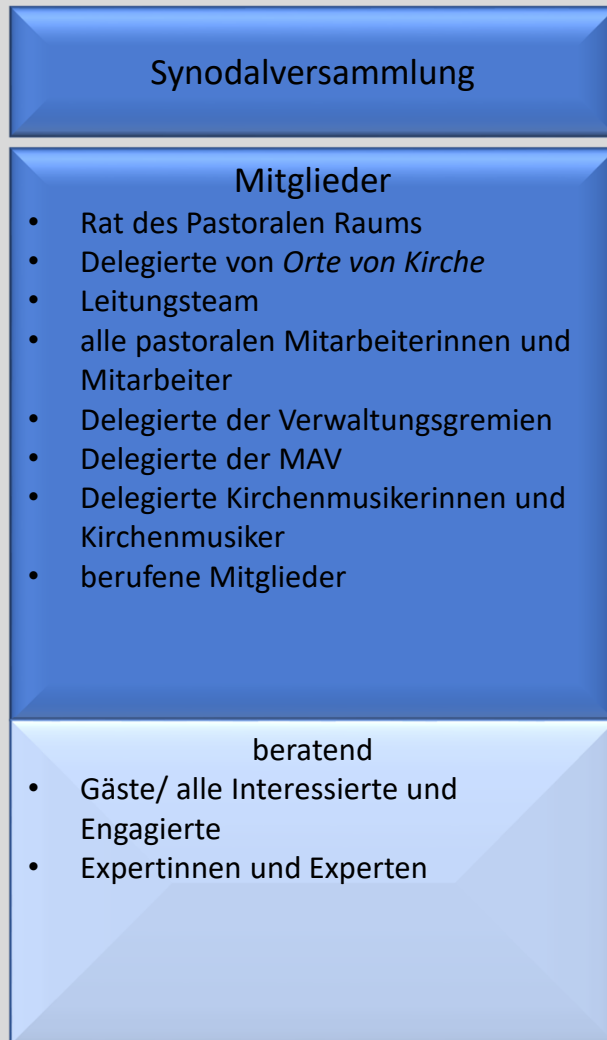 Synodalversammlung
Mitglieder
• Rat des Pastoralen Raums
• Delegierte von Orte von Kirche
• Leitungsteam
• alle pastoralen Mitarbeiterinnen und
Mitarbeiter
• Delegierte der Verwaltungsgremien
• Delegierte der MAV
• Delegierte Kirchenmusikerinnen und
Kirchenmusiker
• berufene Mitglieder
beratend
• Gäste/ alle Interessierte und
Engagierte
• Expertinnen und Experten